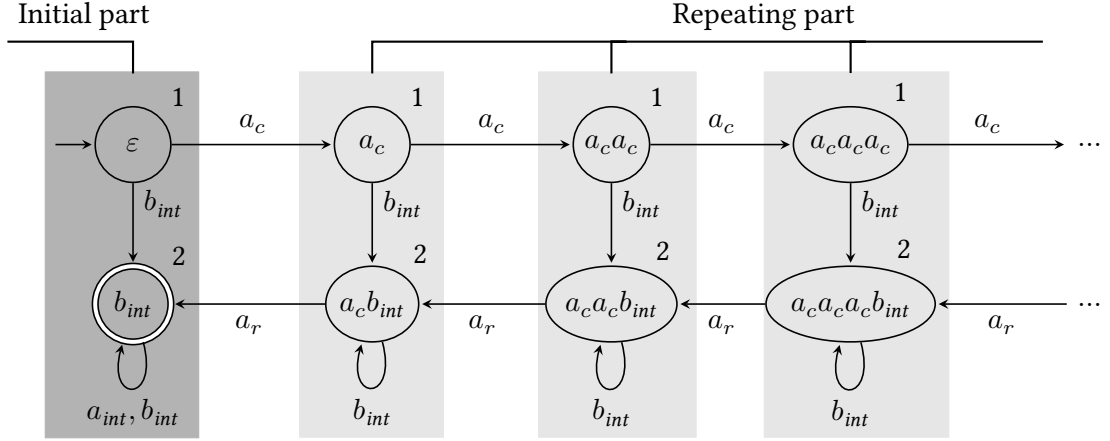 Initial part Repeating part
1 1 1 1
ε a_c a_c a_c a_c a_c a_c a_c a_c a_c a_c ...
b_int b_int b_int b_int
2 2 2 2
b_int a_r a_c b_int a_r a_c a_c b_int a_r a_c a_c a_c b_int a_r ...
a_int, b_int b_int b_int b_int